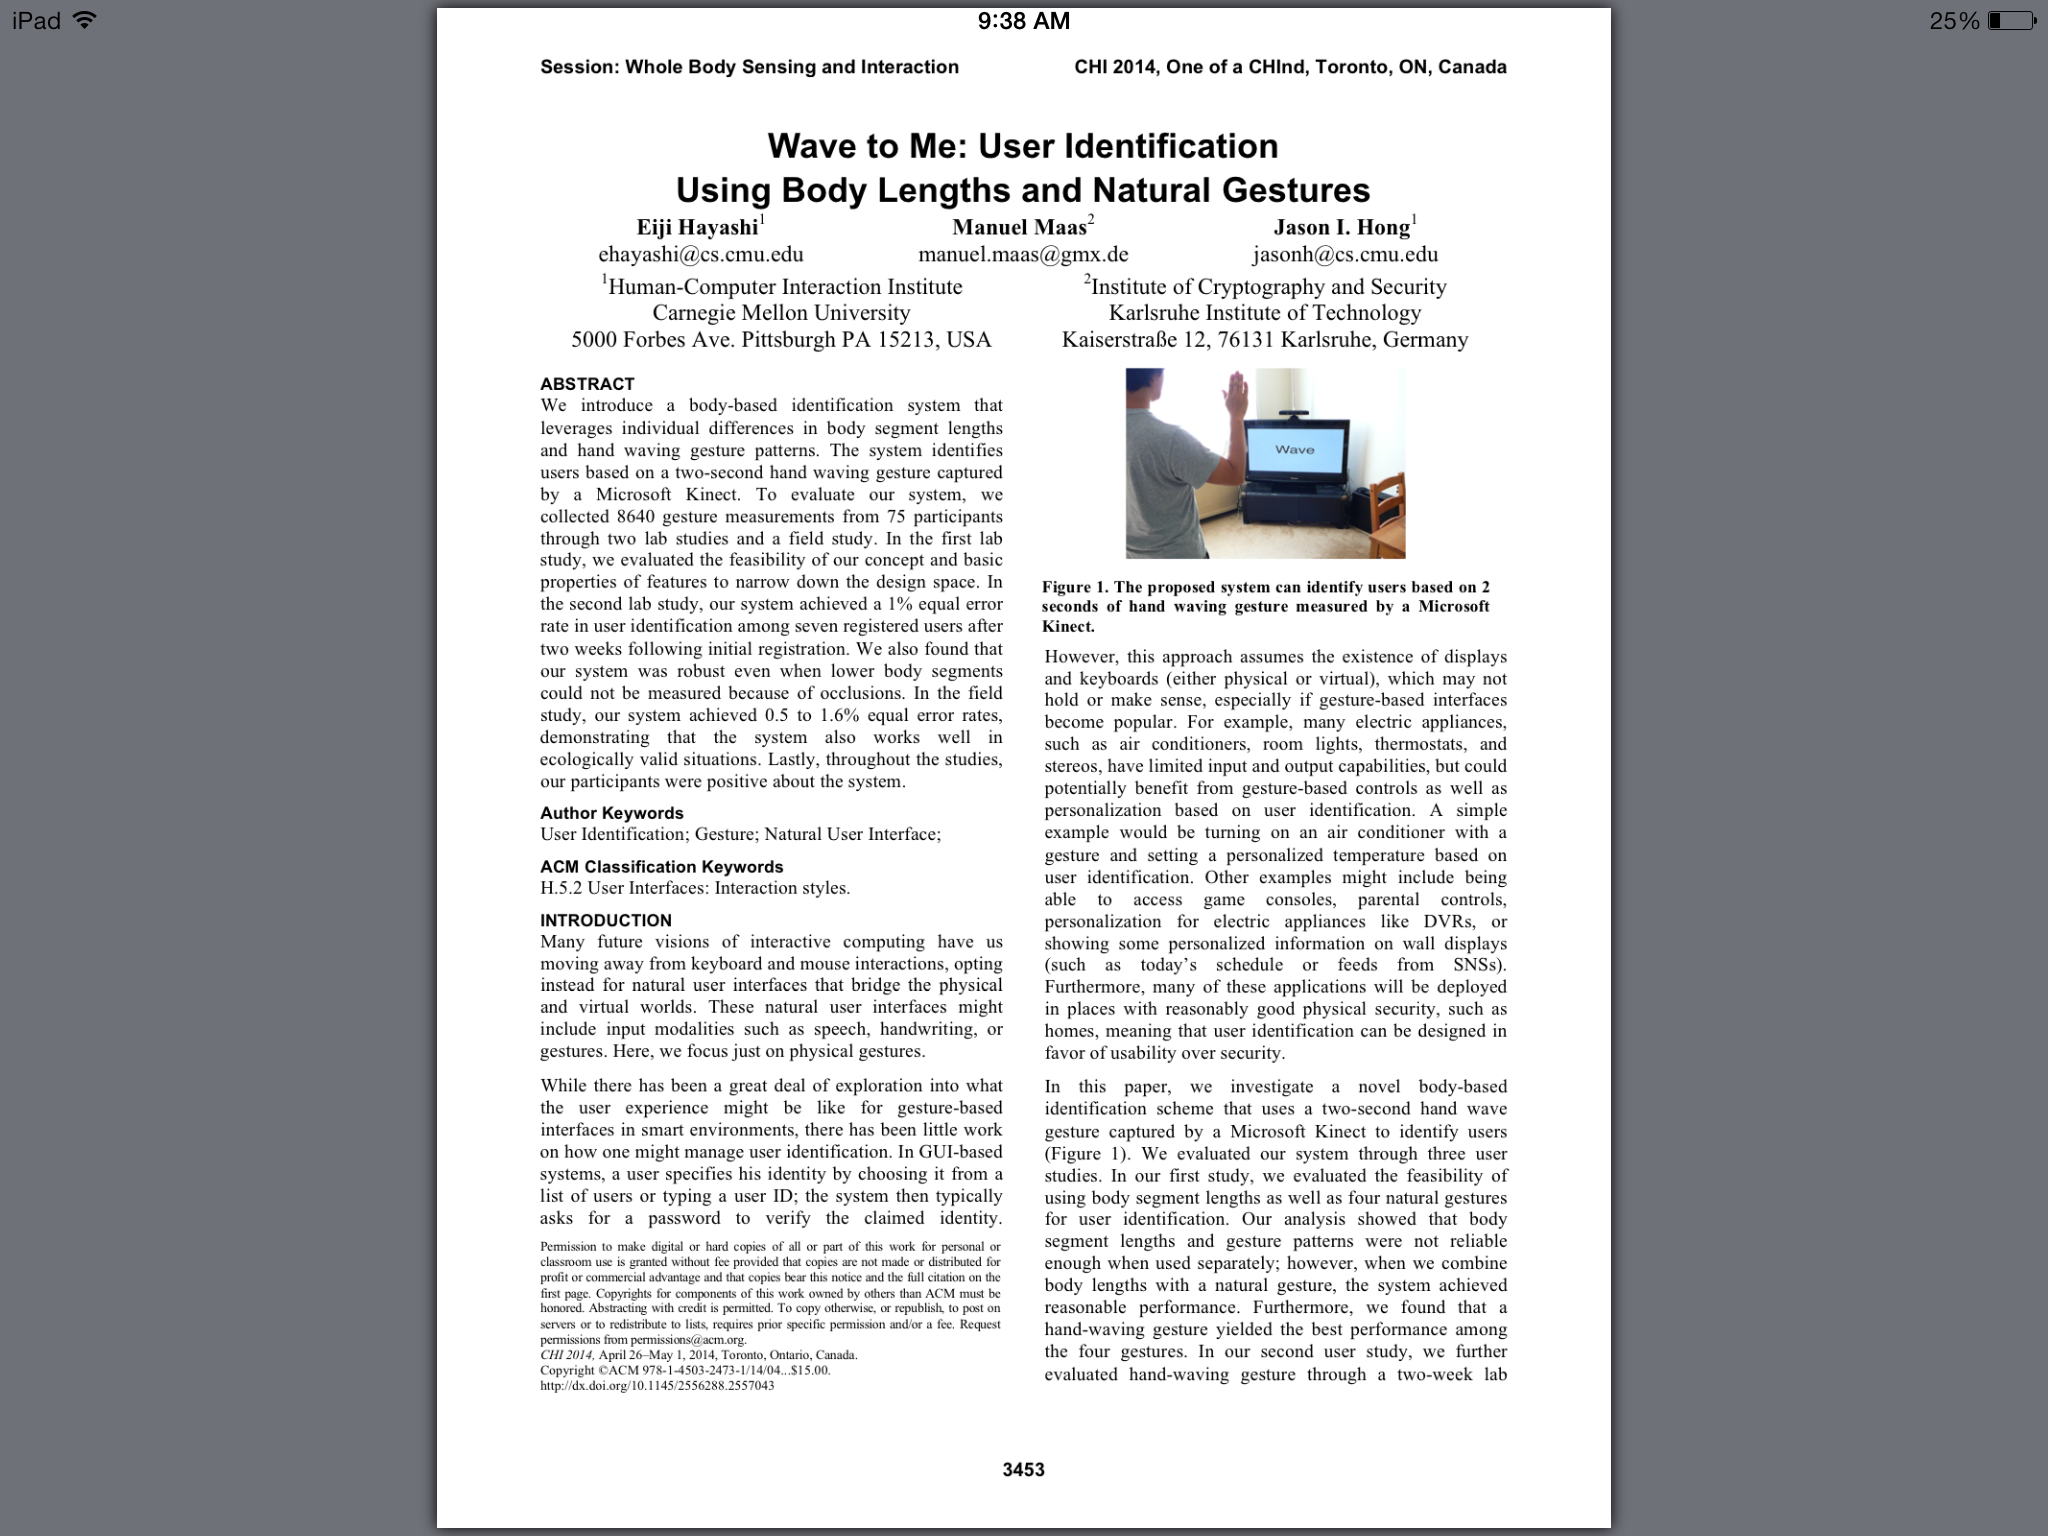 iPad
9:38 AM
25%
Session: Whole Body Sensing and Interaction
CHI 2014, One of a CHInd, Toronto, ON, Canada
Wave to Me: User Identification
Using Body Lengths and Natural Gestures
Eiji Hayashi1
ehayashi@cs.cmu.edu
Manuel Maas2
manuel.maas@gmx.de
Jason I. Hong1
jasonh@cs.cmu.edu
1Human-Computer Interaction Institute
Carnegie Mellon University
5000 Forbes Ave. Pittsburgh PA 15213, USA
2Institute of Cryptography and Security
Karlsruhe Institute of Technology
Kaiserstraße 12, 76131 Karlsruhe, Germany
ABSTRACT
We introduce a body-based identification system that
leverages individual differences in body segment lengths
and hand waving gesture patterns. The system identifies
users based on a two-second hand waving gesture captured
by a Microsoft Kinect. To evaluate our system, we
collected 8640 gesture measurements from 75 participants
through two lab studies and a field study. In the first lab
study, we evaluated the feasibility of our concept and basic
properties of features to narrow down the design space. In
the second lab study, our system achieved a 1% equal error
rate in user identification among seven registered users after
two weeks following initial registration. We also found that
our system was robust even when lower body segments
could not be measured because of occlusions. In the field
study, our system achieved 0.5 to 1.6% equal error rates,
demonstrating that the system also works well in
ecologically valid situations. Lastly, throughout the studies,
our participants were positive about the system.
Author Keywords
User Identification; Gesture; Natural User Interface;
ACM Classification Keywords
H.5.2 User Interfaces: Interaction styles.
INTRODUCTION
Many future visions of interactive computing have us
moving away from keyboard and mouse interactions, opting
instead for natural user interfaces that bridge the physical
and virtual worlds. These natural user interfaces might
include input modalities such as speech, handwriting, or
gestures. Here, we focus just on physical gestures.
While there has been a great deal of exploration into what
the user experience might be like for gesture-based
interfaces in smart environments, there has been little work
on how one might manage user identification. In GUI-based
systems, a user specifies his identity by choosing it from a
list of users or typing a user ID; the system then typically
asks for a password to verify the claimed identity.
Permission to make digital or hard copies of all or part of this work for personal or
classroom use is granted without fee provided that copies are not made or distributed for
profit or commercial advantage and that copies bear this notice and the full citation on the
first page. Copyrights for components of this work owned by others than ACM must be
honored. Abstracting with credit is permitted. To copy otherwise, or republish, to post on
servers or to redistribute to lists, requires prior specific permission and/or a fee. Request
permissions from permissions@acm.org.
CHI 2014, April 26–May 1, 2014, Toronto, Ontario, Canada.
Copyright ©ACM 978-1-4503-2473-1/14/04...$15.00.
http://dx.doi.org/10.1145/2556288.2557043
Wave
Figure 1. The proposed system can identify users based on 2
seconds of hand waving gesture measured by a Microsoft
Kinect.
However, this approach assumes the existence of displays
and keyboards (either physical or virtual), which may not
hold or make sense, especially if gesture-based interfaces
become popular. For example, many electric appliances,
such as air conditioners, room lights, thermostats, and
stereos, have limited input and output capabilities, but could
potentially benefit from gesture-based controls as well as
personalization based on user identification. A simple
example would be turning on an air conditioner with a
gesture and setting a personalized temperature based on
user identification. Other examples might include being
able to access game consoles, parental controls,
personalization for electric appliances like DVRs, or
showing some personalized information on wall displays
(such as today's schedule or feeds from SNSs).
Furthermore, many of these applications will be deployed
in places with reasonably good physical security, such as
homes, meaning that user identification can be designed in
favor of usability over security.
In this paper, we investigate a novel body-based
identification scheme that uses a two-second hand wave
gesture captured by a Microsoft Kinect to identify users
(Figure 1). We evaluated our system through three user
studies. In our first study, we evaluated the feasibility of
using body segment lengths as well as four natural gestures
for user identification. Our analysis showed that body
segment lengths and gesture patterns were not reliable
enough when used separately; however, when we combine
body lengths with a natural gesture, the system achieved
reasonable performance. Furthermore, we found that a
hand-waving gesture yielded the best performance among
the four gestures. In our second user study, we further
evaluated hand-waving gesture through a two-week lab
3453